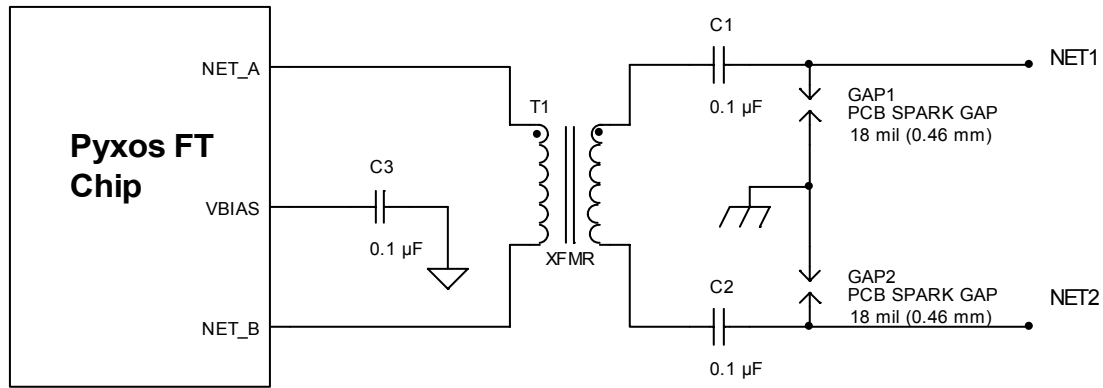 Pyxos FT
Chip
NET_A
VBIAS
NET_B
C3
0.1 µF
T1
XFMR
C1
0.1 µF
C2
0.1 µF
NET1
GAP1
PCB SPARK GAP
18 mil (0.46 mm)
GAP2
PCB SPARK GAP
18 mil (0.46 mm)
NET2